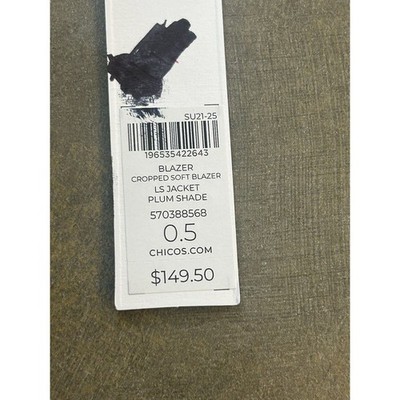 SU21-25
196535422643
BLAZER
CROPPED SOFT BLAZER
LS JACKET
PLUM SHADE
570388568
0.5
CHICOS.COM
$149.50